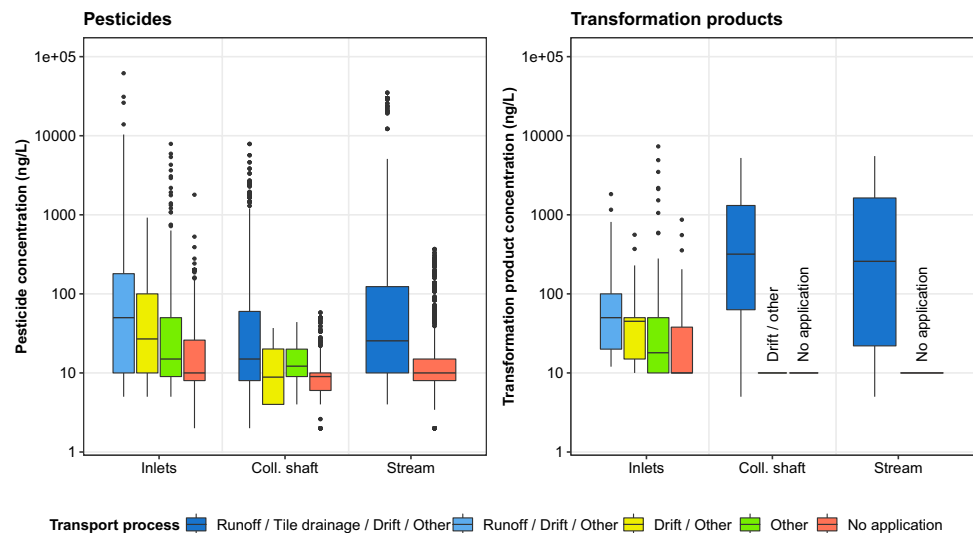 Pesticides
Transformation products
Pesticide concentration (ng/L)
1e+05
10000
1000
100
10
1
Inlets
Coll. shaft
Stream
Transformation product concentration (ng/L)
1e+05
10000
1000
100
10
1
Drift / other
No application
No application
Inlets
Coll. shaft
Stream
Transport process Runoff / Tile drainage / Drift / Other Runoff / Drift / Other Drift / Other Other No application